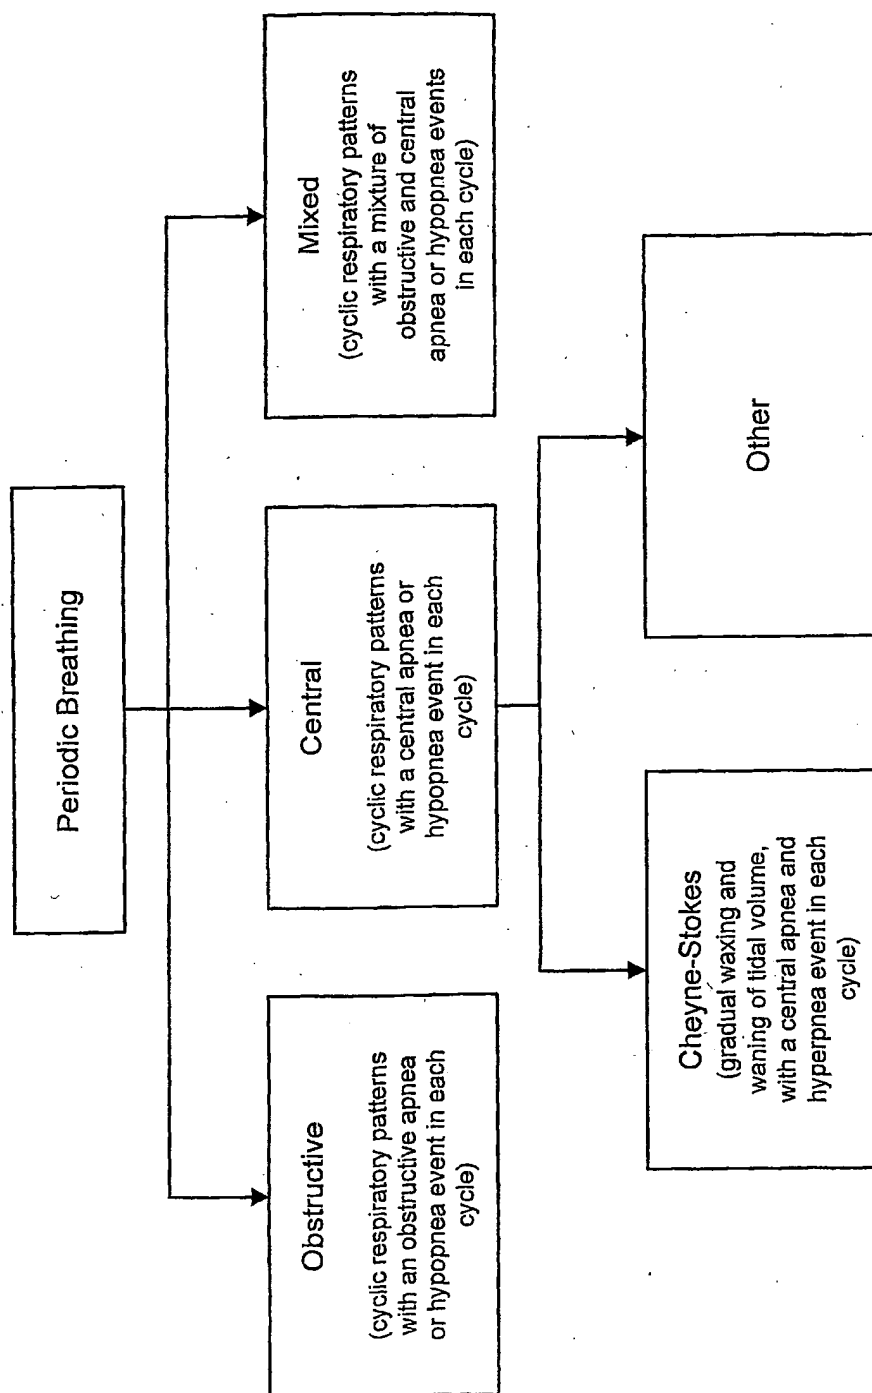 Periodic Breathing
Obstructive
(cyclic respiratory patterns
with an obstructive apnea
or hypopnea event in each
cycle)
Central
(cyclic respiratory patterns
with a central apnea or
hypopnea event in each
cycle)
Mixed
(cyclic respiratory patterns
with a mixture of
obstructive and central
apnea or hypopnea events
in each cycle)
Cheyne-Stokes
(gradual waxing and
waning of tidal volume,
with a central apnea and
hyperpnea event in each
cycle)
Other